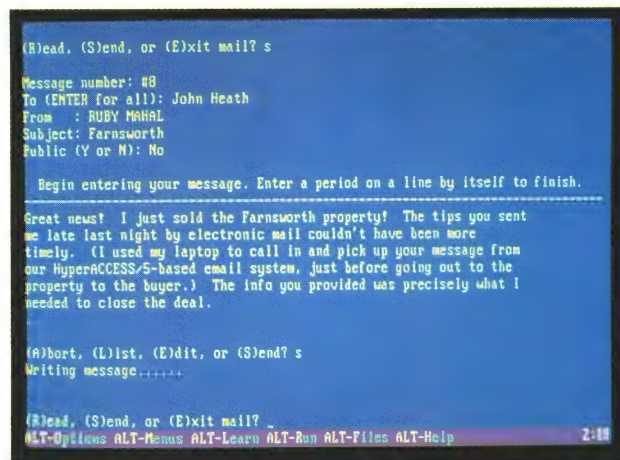 (R)ead, (S)end, or (E)xit mail? s
Message number: #8
To (ENTER for all): John Heath
From : RUBY MAHAL
Subject: Farnsworth
Public (Y or N): No
Begin entering your message. Enter a period on a line by itself to finish.
Great news! I just sold the Farnsworth property! The tips you sent
me late last night by electronic mail couldn't have been more
timely. (I used my laptop to call in and pick up your message from
our HyperACCESS/5-based email system, just before going out to the
property to the buyer.) The info you provided was precisely what I
needed to close the deal.
(A)bort, (L)ist, (E)dit, or (S)end? s
Writing message......
(R)ead, (S)end, or (E)xit mail? _
ALT-Options ALT-Menus ALT-Learn ALT-Run ALT-Files ALT-Help